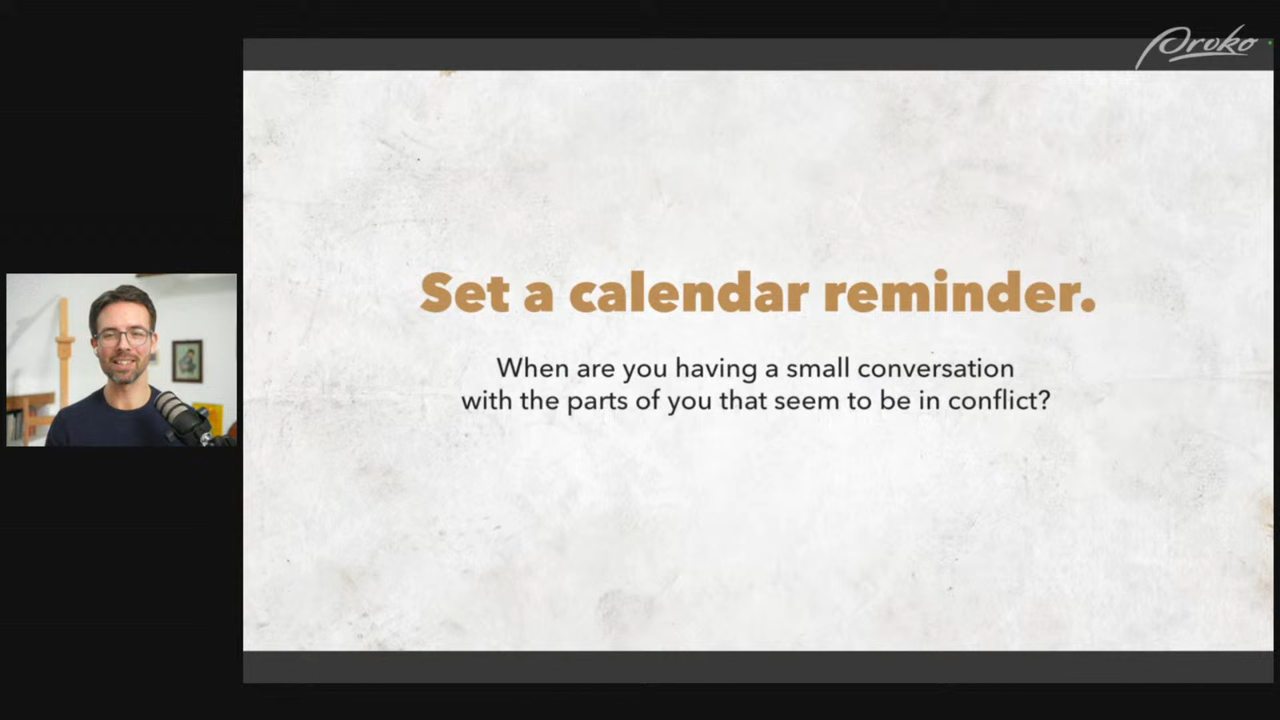 Proko
Set a calendar reminder.
When are you having a small conversation
with the parts of you that seem to be in conflict?